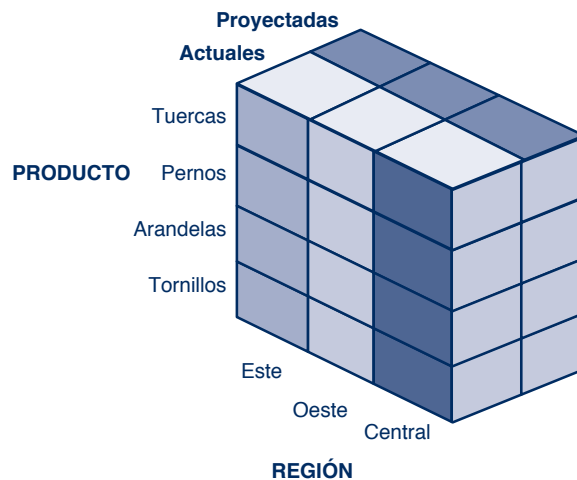 Proyectadas
Actuales
Tuercas
PRODUCTO Pernos
Arandelas
Tornillos
Este
Oeste
Central
REGIÓN